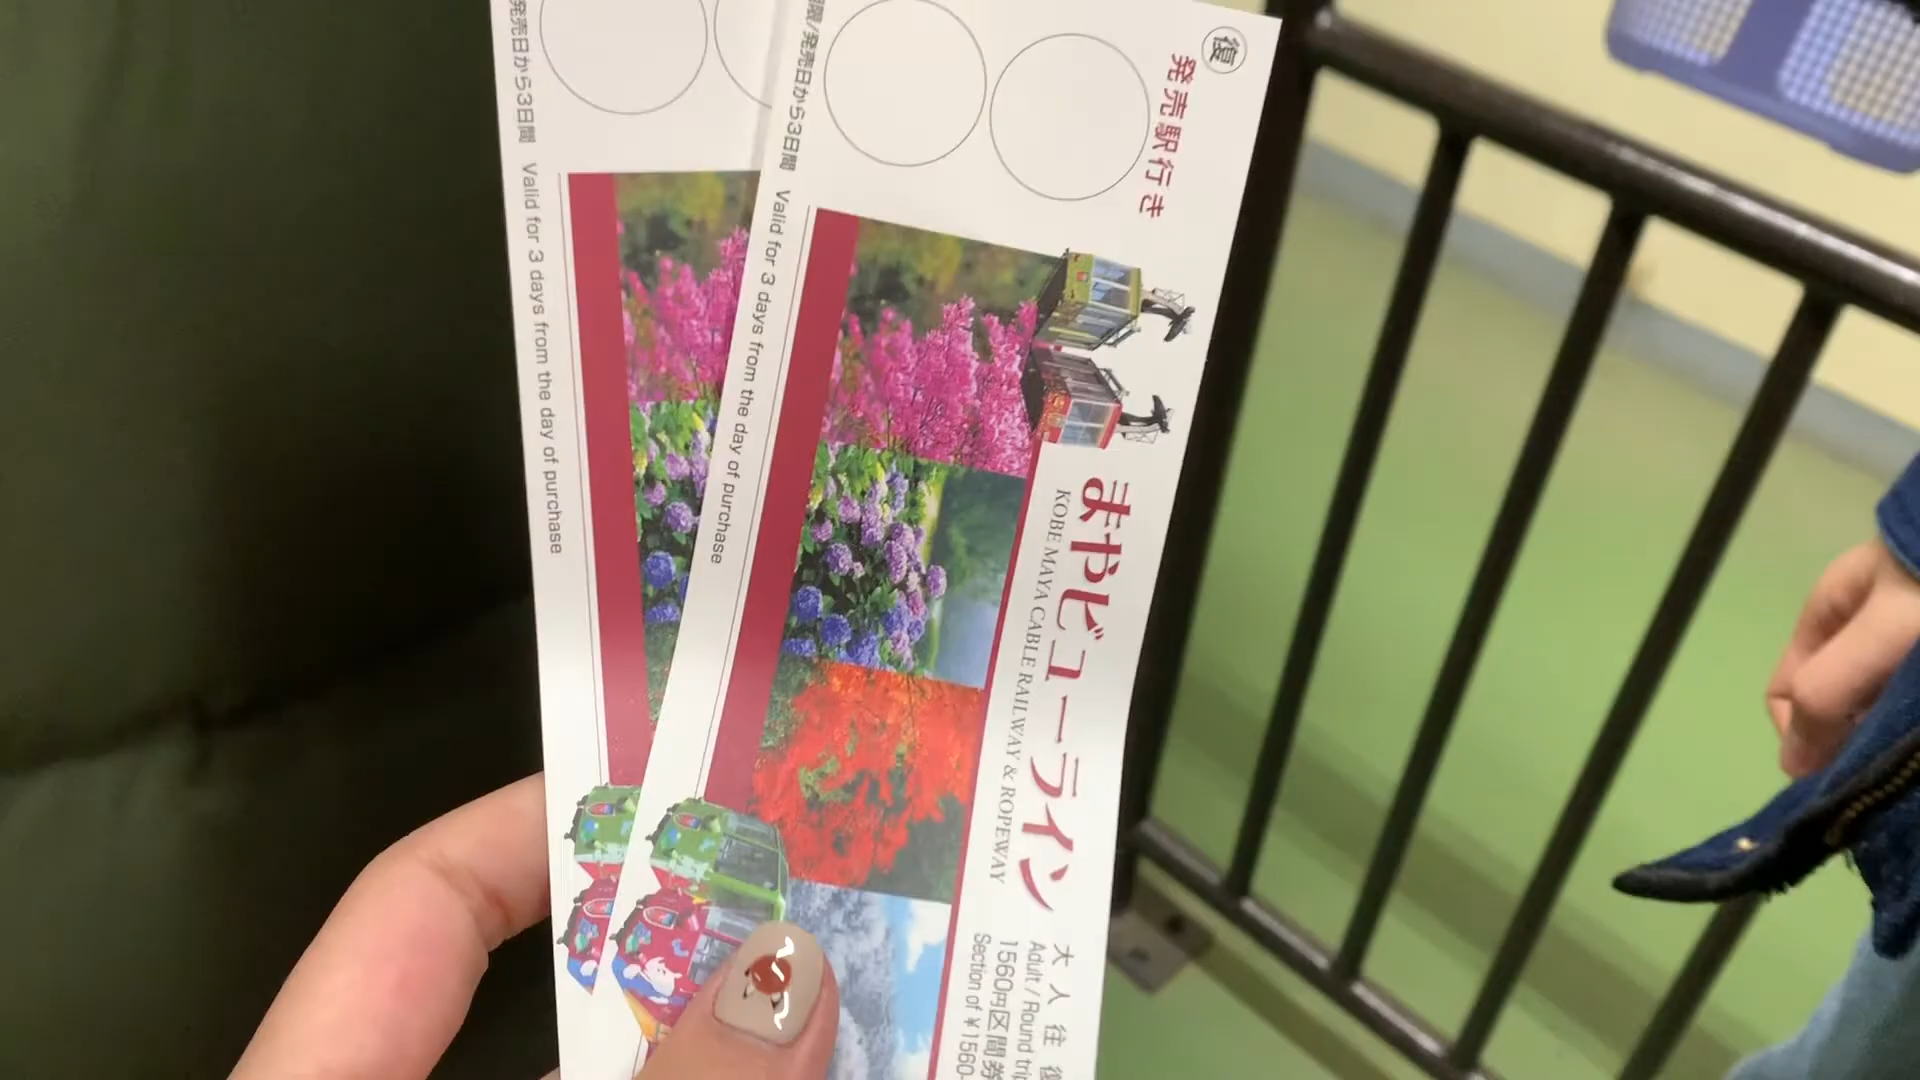 復
発売駅行き
まやビューライン
KOBE MAYA CABLE RAILWAY & ROPEWAY
大人往復
Adult / Round trip
1560円区間券
Section of ¥1560-
限/発売日から3日間 Valid for 3 days from the day of purchase
発売日から3日間 Valid for 3 days from the day of purchase